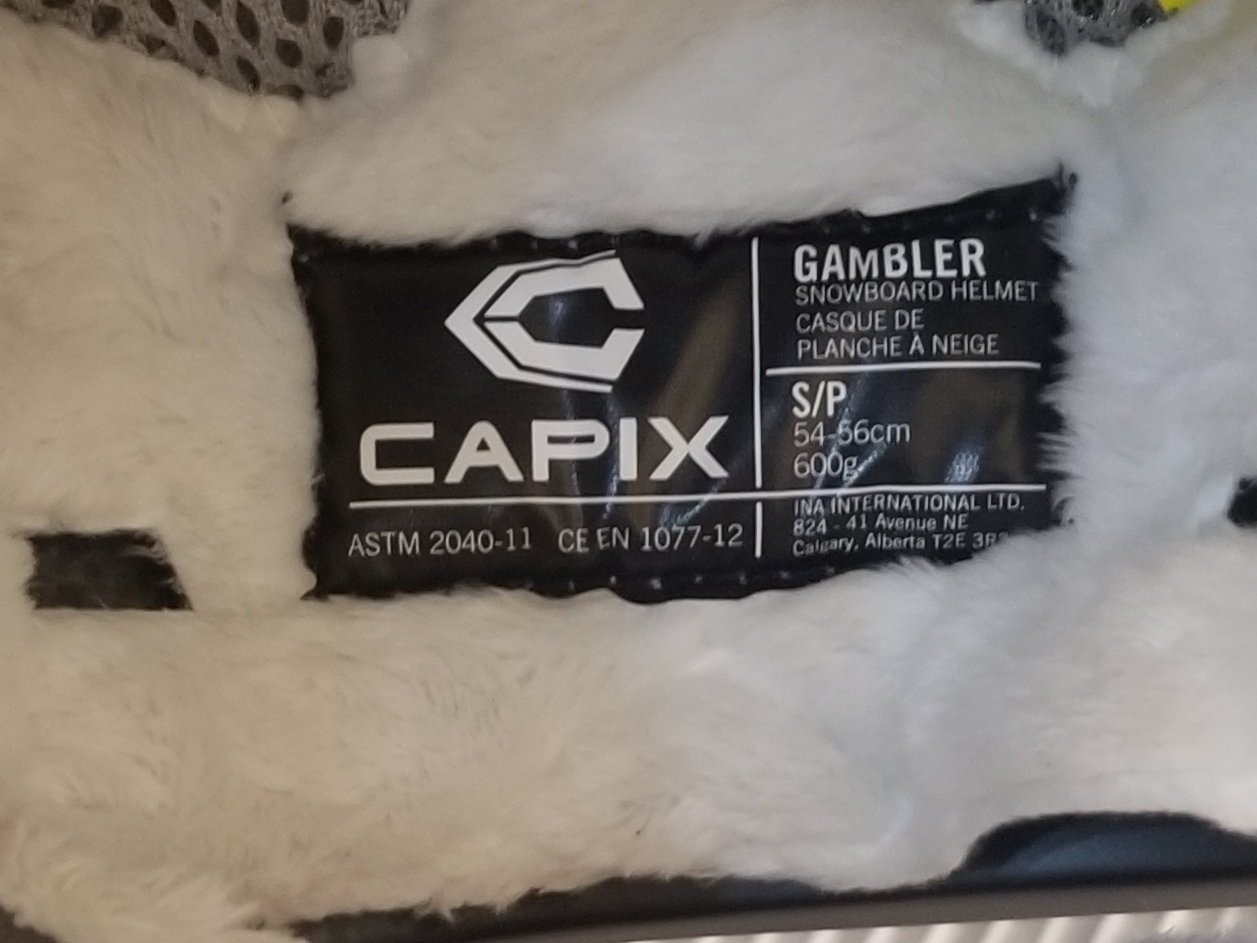 CAPIX
ASTM 2040-11 CE EN 1077-12
GAMBLER
SNOWBOARD HELMET
CASQUE DE
PLANCHE À NEIGE
S/P
54-56cm
600g
INA INTERNATIONAL LTD.
824 - 41 Avenue NE
Calgary, Alberta T2E